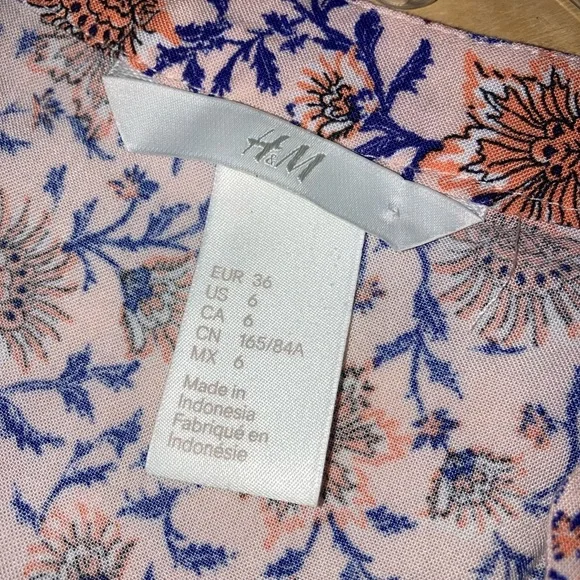 H&M
EUR 36
US 6
CA 6
CN 165/84A
MX 6
Made in
Indonesia
Fabriqué en
Indonésie